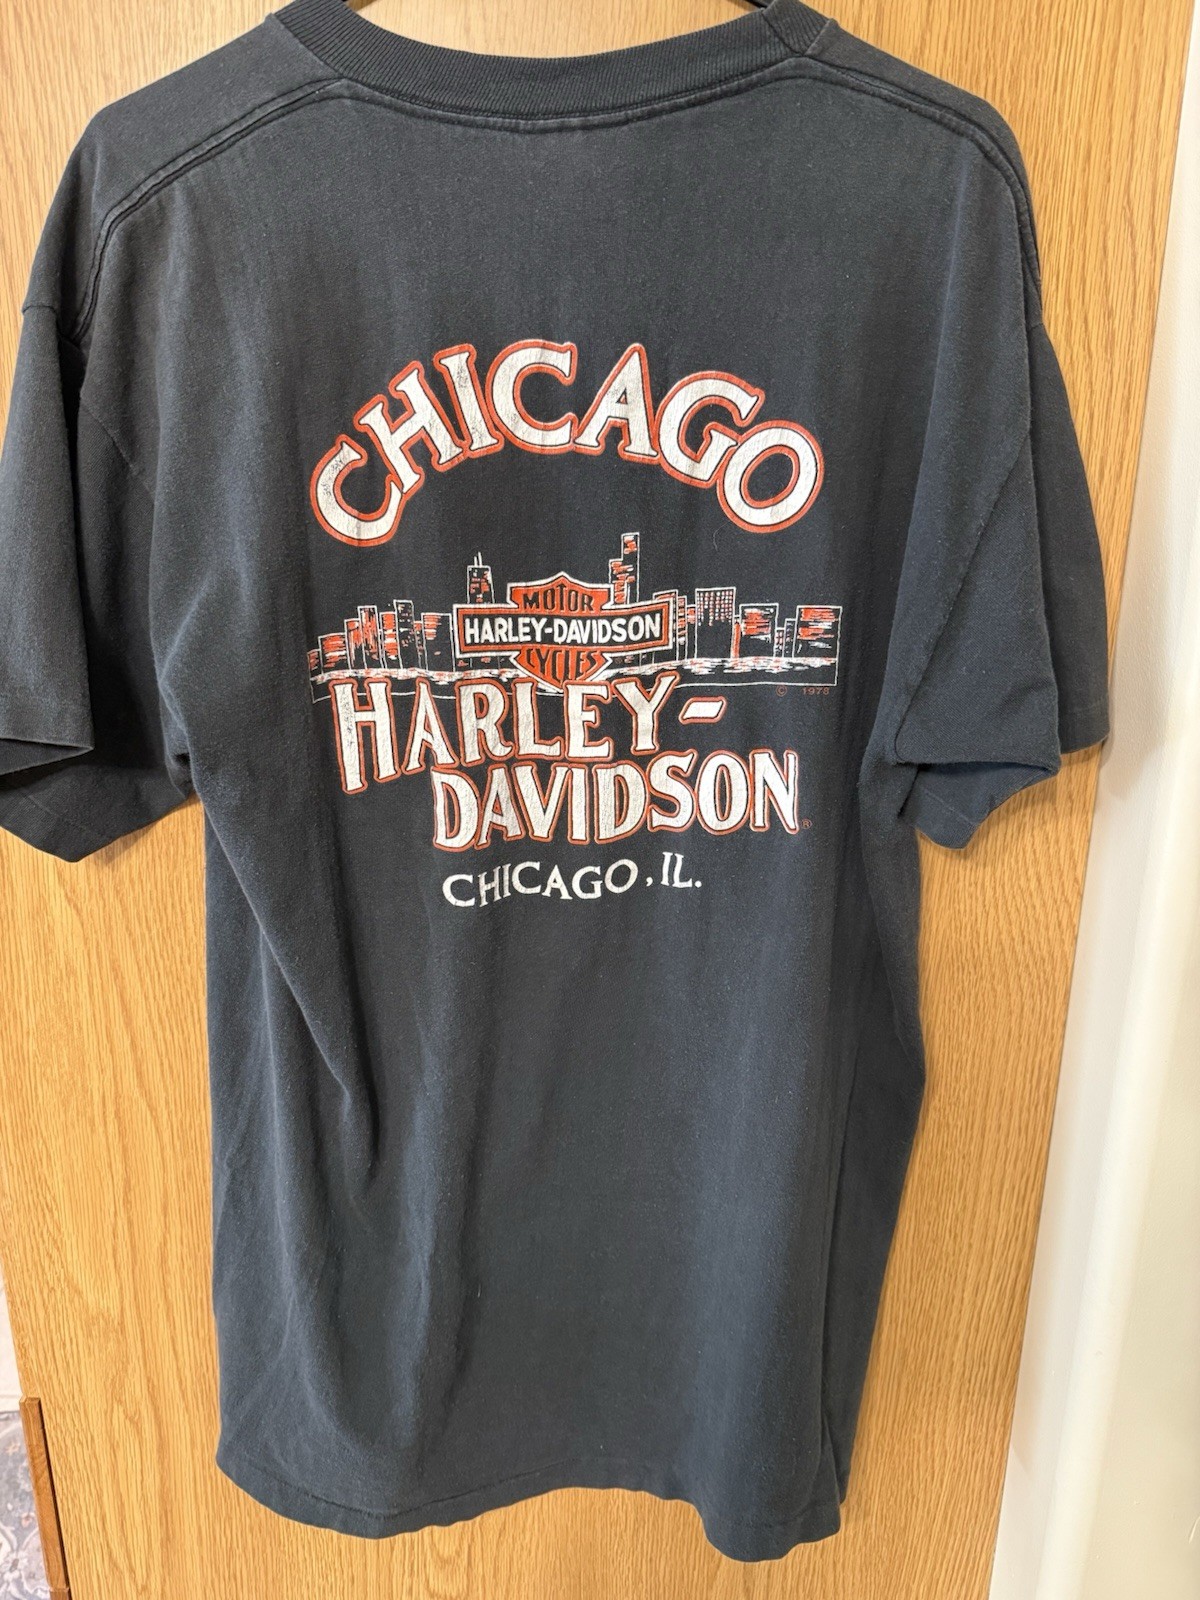 CHICAGO
MOTOR
HARLEY-DAVIDSON
CYCLES
© 1978
HARLEY-
DAVIDSON®
CHICAGO, IL.